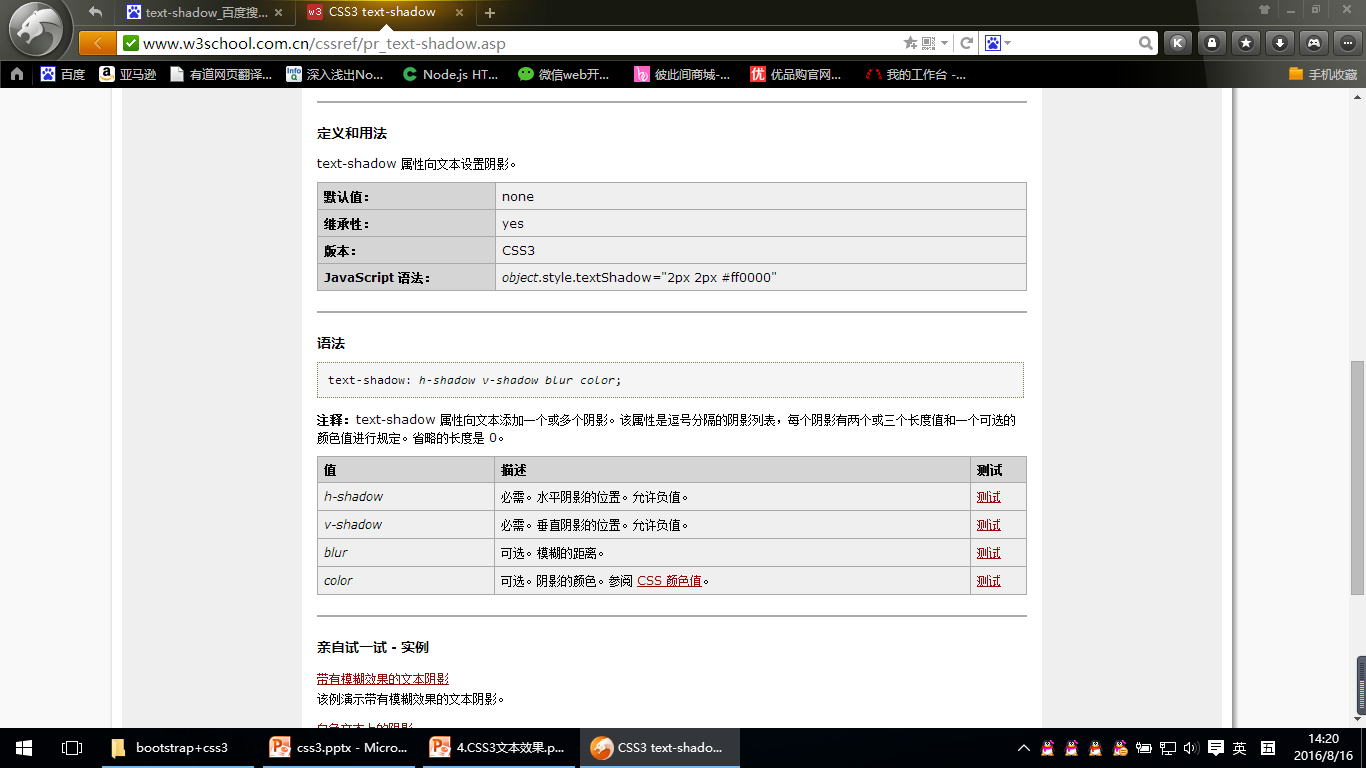 text-shadow_百度搜...
CSS3 text-shadow
www.w3school.com.cn/cssref/pr_text-shadow.asp
百度 亚马逊 有道网页翻译... 深入浅出No... Node.js HT... 微信web开... 彼此间商城-... 优品购官网... 我的工作台 -... 手机收藏
定义和用法
text-shadow 属性向文本设置阴影。
默认值： none
继承性： yes
版本： CSS3
JavaScript 语法： object.style.textShadow="2px 2px #ff0000"
语法
text-shadow: h-shadow v-shadow blur color;
注释：text-shadow 属性向文本添加一个或多个阴影。该属性是逗号分隔的阴影列表，每个阴影有两个或三个长度值和一个可选的
颜色值进行规定。省略的长度是 0。
值 描述 测试
h-shadow 必需。水平阴影的位置。允许负值。 测试
v-shadow 必需。垂直阴影的位置。允许负值。 测试
blur 可选。模糊的距离。 测试
color 可选。阴影的颜色。参阅 CSS 颜色值。 测试
亲自试一试 - 实例
带有模糊效果的文本阴影
该例演示带有模糊效果的文本阴影。
bootstrap+css3 css3.pptx - Micro... 4.CSS3文本效果.p... CSS3 text-shado... 英 五
14:20
2016/8/16